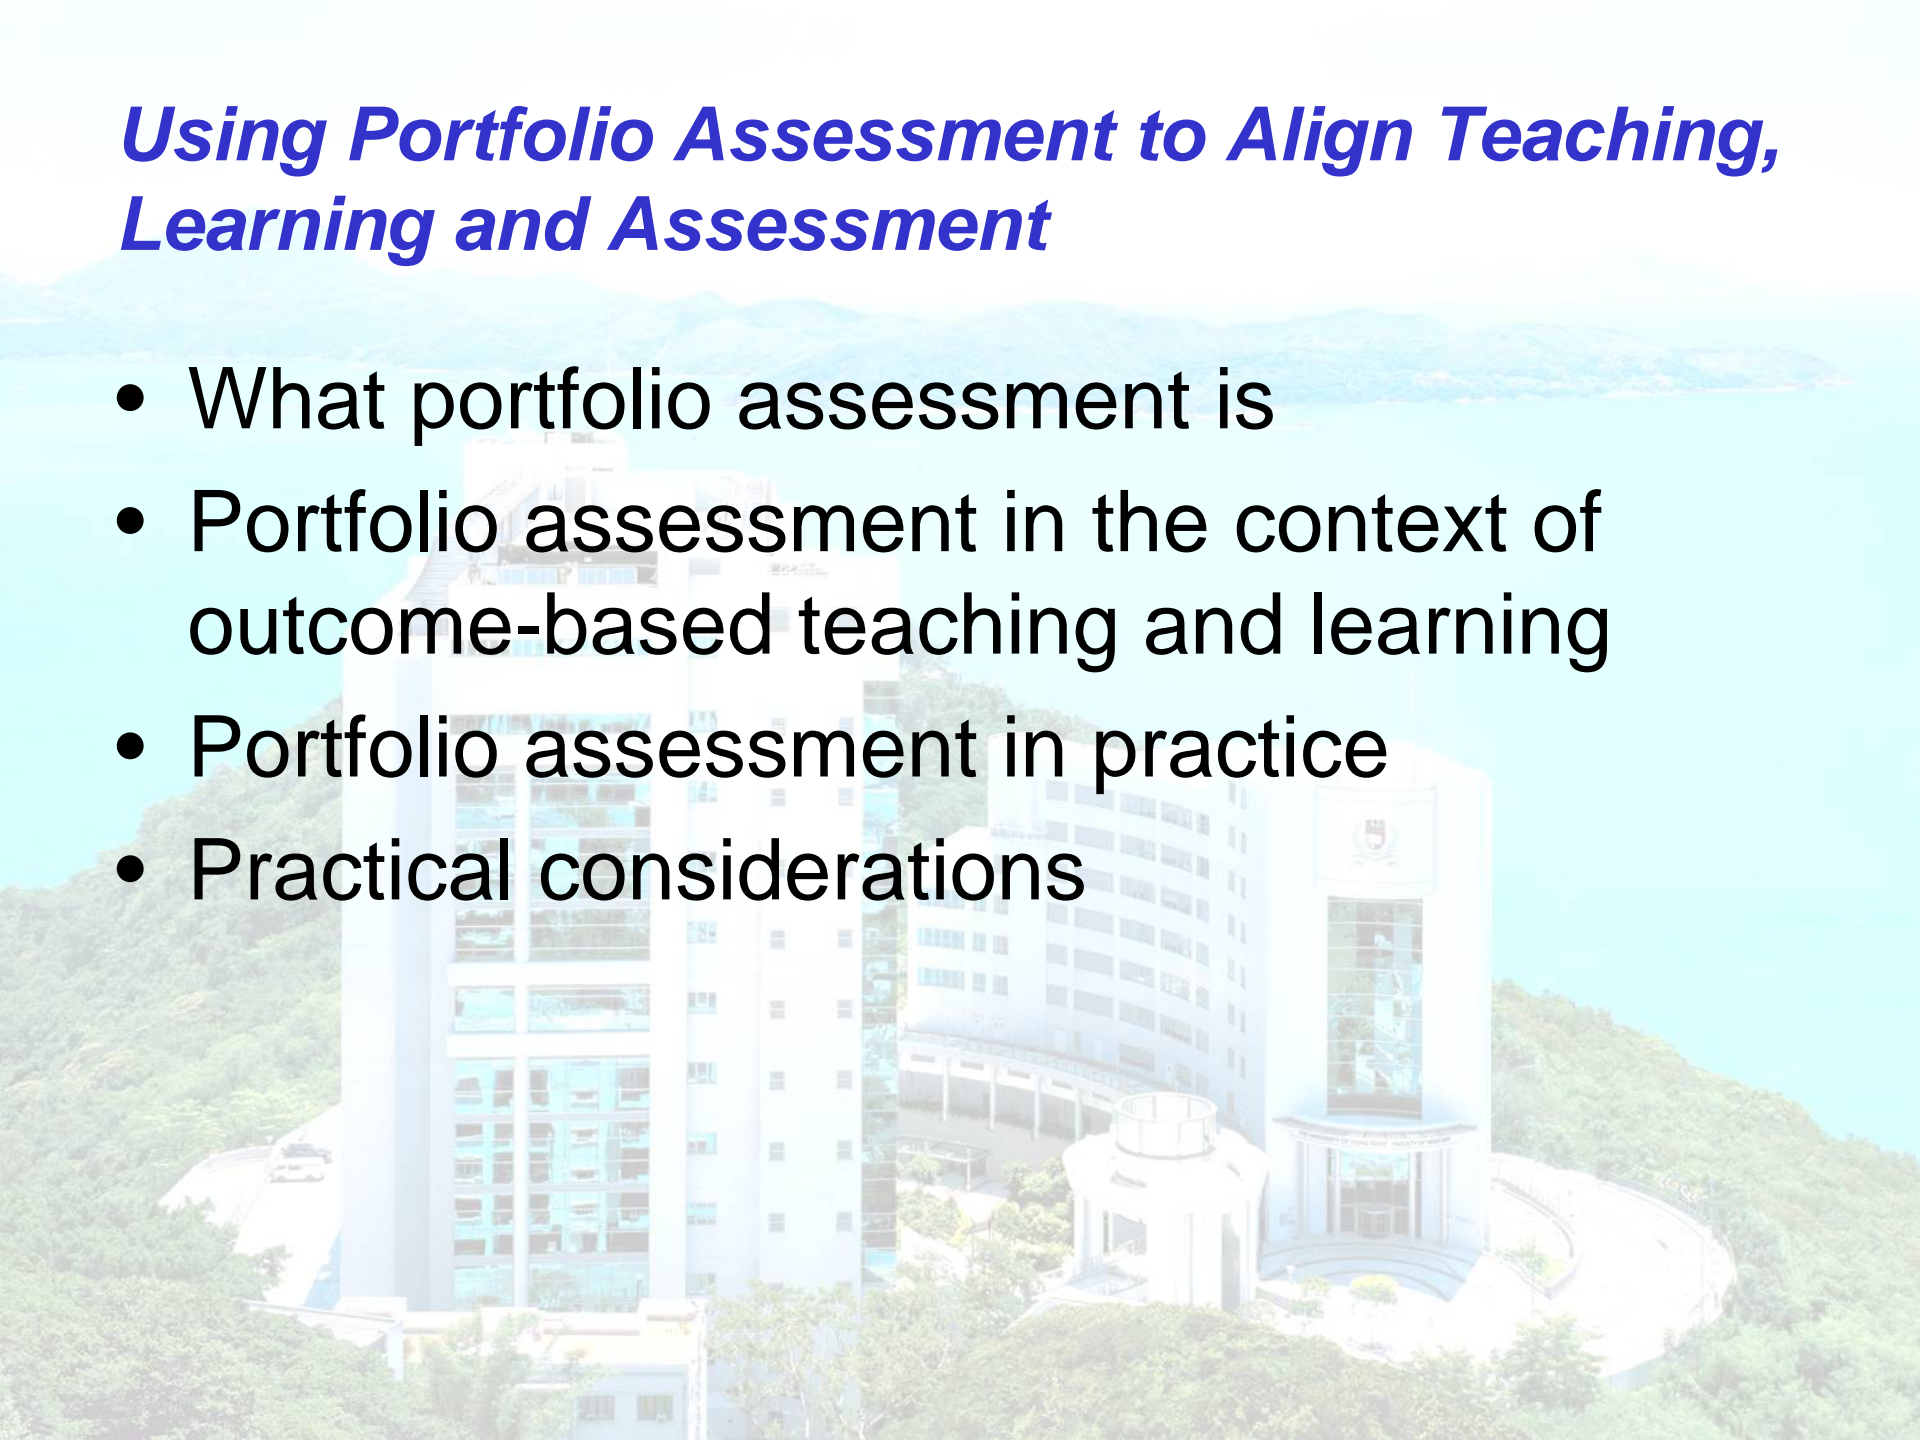 Using Portfolio Assessment to Align Teaching,
Learning and Assessment
• What portfolio assessment is
• Portfolio assessment in the context of
outcome-based teaching and learning
• Portfolio assessment in practice
• Practical considerations